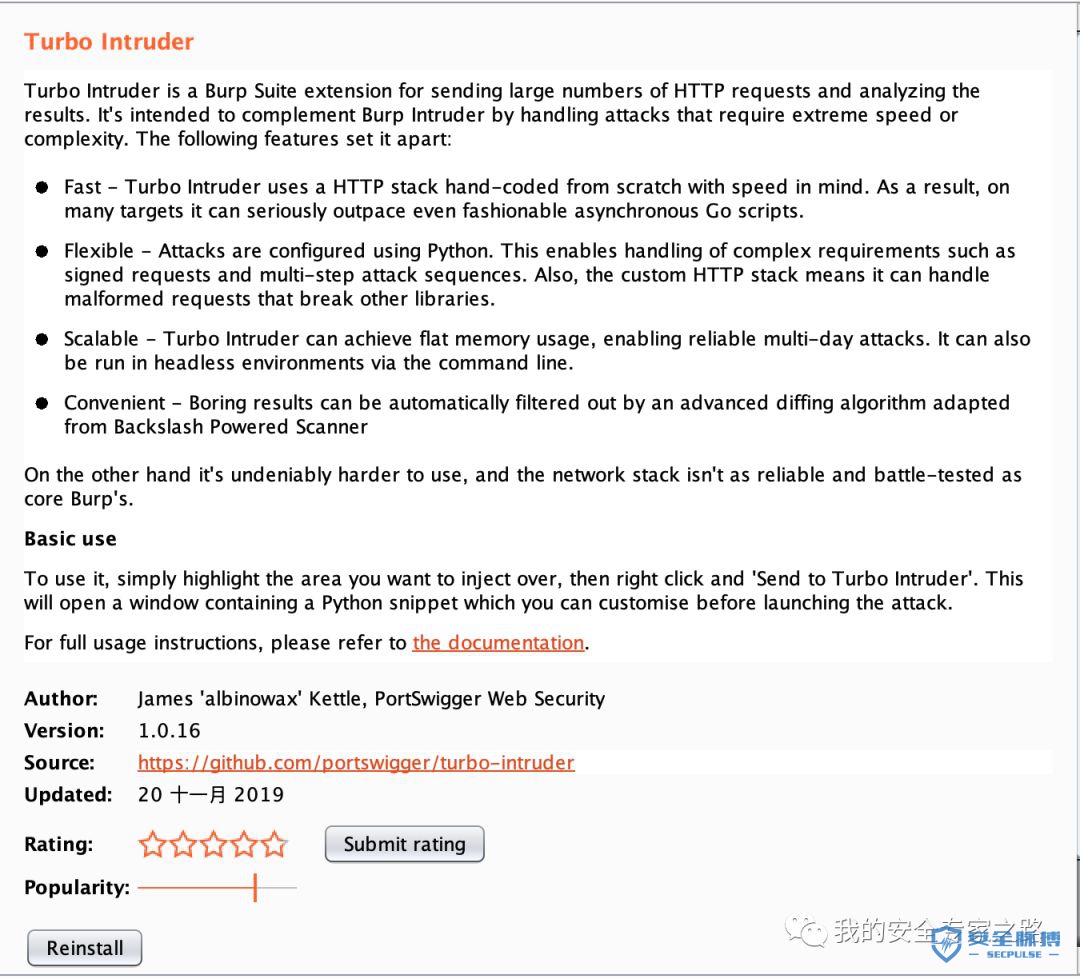 Turbo Intruder
Turbo Intruder is a Burp Suite extension for sending large numbers of HTTP requests and analyzing the
results. It's intended to complement Burp Intruder by handling attacks that require extreme speed or
complexity. The following features set it apart:
● Fast – Turbo Intruder uses a HTTP stack hand-coded from scratch with speed in mind. As a result, on
many targets it can seriously outpace even fashionable asynchronous Go scripts.
● Flexible – Attacks are configured using Python. This enables handling of complex requirements such as
signed requests and multi-step attack sequences. Also, the custom HTTP stack means it can handle
malformed requests that break other libraries.
● Scalable – Turbo Intruder can achieve flat memory usage, enabling reliable multi-day attacks. It can also
be run in headless environments via the command line.
● Convenient – Boring results can be automatically filtered out by an advanced diffing algorithm adapted
from Backslash Powered Scanner
On the other hand it's undeniably harder to use, and the network stack isn't as reliable and battle-tested as
core Burp's.
Basic use
To use it, simply highlight the area you want to inject over, then right click and 'Send to Turbo Intruder'. This
will open a window containing a Python snippet which you can customise before launching the attack.
For full usage instructions, please refer to the documentation.
Author: James 'albinowax' Kettle, PortSwigger Web Security
Version: 1.0.16
Source: https://github.com/portswigger/turbo-intruder
Updated: 20 十一月 2019
Rating: Submit rating
Popularity:
Reinstall
我的安全专家之路
安全脉搏
SECPULSE